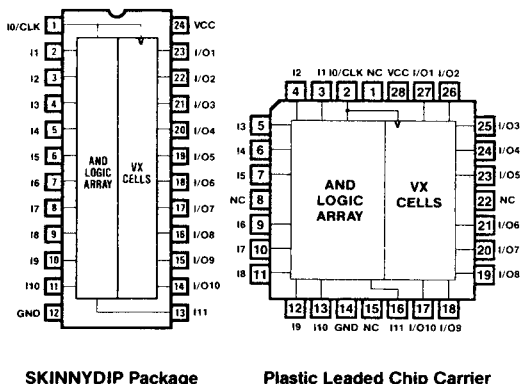 I0/CLK 1 24 VCC
I1 2 23 I/O1
I2 3 22 I/O2
I3 4 21 I/O3
I4 5 20 I/O4
I5 6 19 I/O5
I6 7 18 I/O6
I7 8 17 I/O7
I8 9 16 I/O8
I9 10 15 I/O9
I10 11 14 I/O10
GND 12 13 I11
AND
LOGIC
ARRAY
VX
CELLS
SKINNYDIP Package
I2 I1 I0/CLK NC VCC I/O1 I/O2
4 3 2 1 28 27 26
I3 5 25 I/O3
I4 6 24 I/O4
I5 7 23 I/O5
NC 8 22 NC
I6 9 21 I/O6
I7 10 20 I/O7
I8 11 19 I/O8
AND
LOGIC
ARRAY
VX
CELLS
12 13 14 15 16 17 18
I9 I10 GND NC I11 I/O10 I/O9
Plastic Leaded Chip Carrier